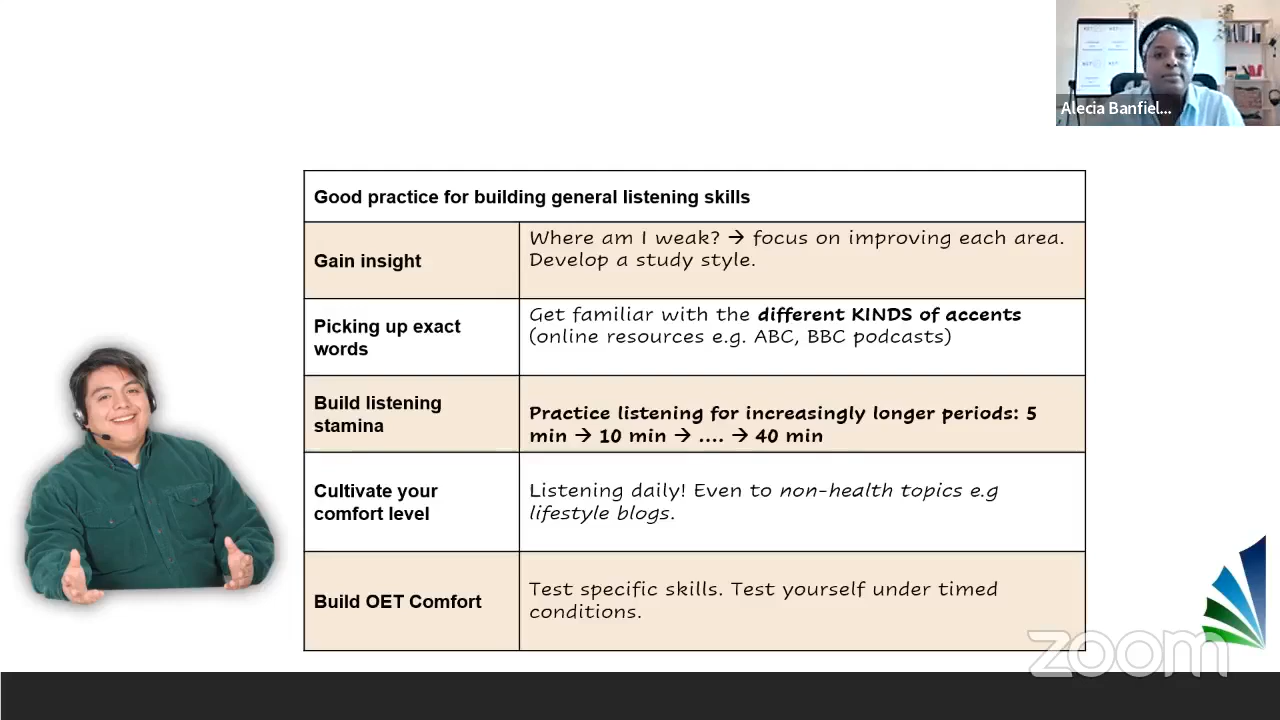 Alecia Banfiel...
Good practice for building general listening skills
Gain insight
Where am I weak? → focus on improving each area.
Develop a study style.
Picking up exact
words
Get familiar with the different KINDS of accents
(online resources e.g. ABC, BBC podcasts)
Build listening
stamina
Practice listening for increasingly longer periods: 5
min → 10 min → .... → 40 min
Cultivate your
comfort level
Listening daily! Even to non-health topics e.g
lifestyle blogs.
Build OET Comfort
Test specific skills. Test yourself under timed
conditions.
zoom